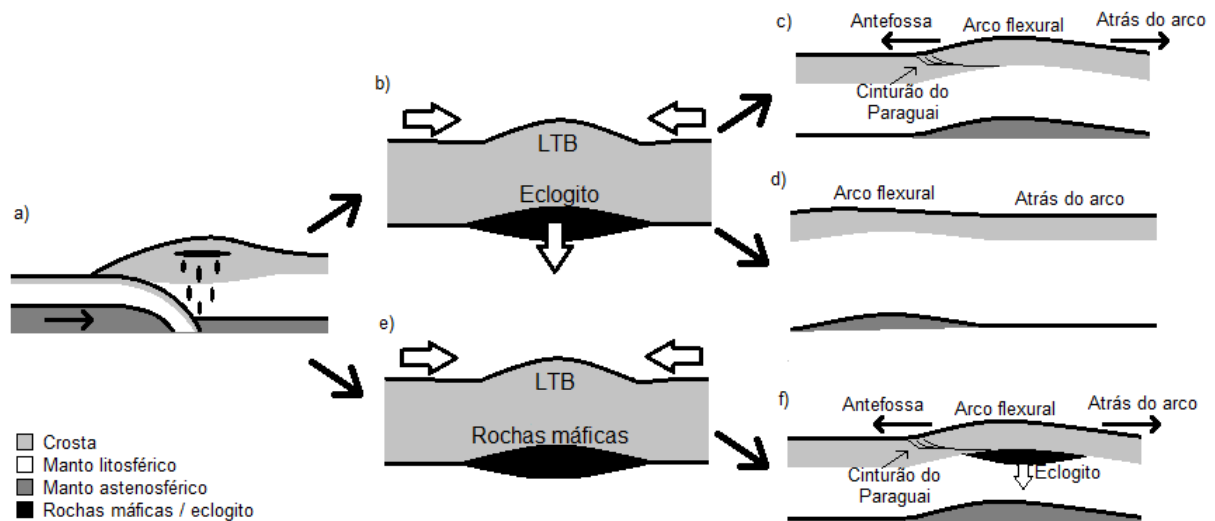 a)
Crosta
Manto litosférico
Manto astenosférico
Rochas máficas / eclogito
b)
LTB
Eclogito
e)
LTB
Rochas máficas
c)
Antefossa
Arco flexural
Atrás do arco
Cinturão do
Paraguai
d)
Arco flexural
Atrás do arco
f)
Antefossa
Arco flexural
Atrás do arco
Cinturão do
Paraguai
Eclogito